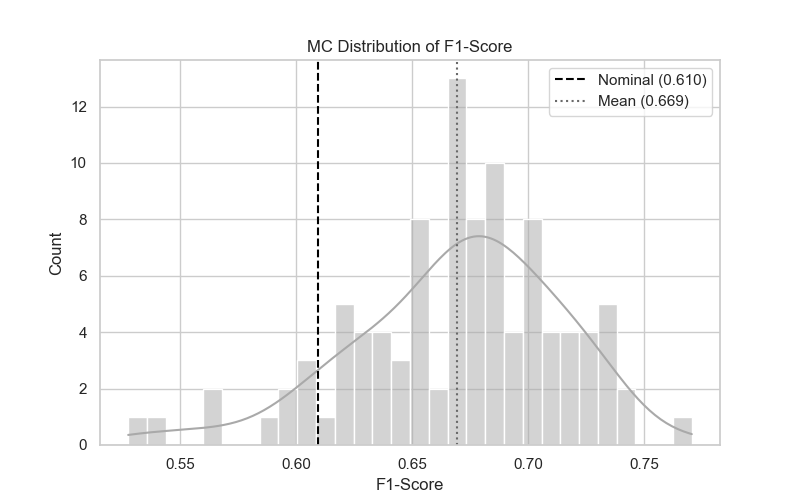 MC Distribution of F1-Score
Nominal (0.610)
Mean (0.669)
Count
12
10
8
6
4
2
0
0.55 0.60 0.65 0.70 0.75
F1-Score